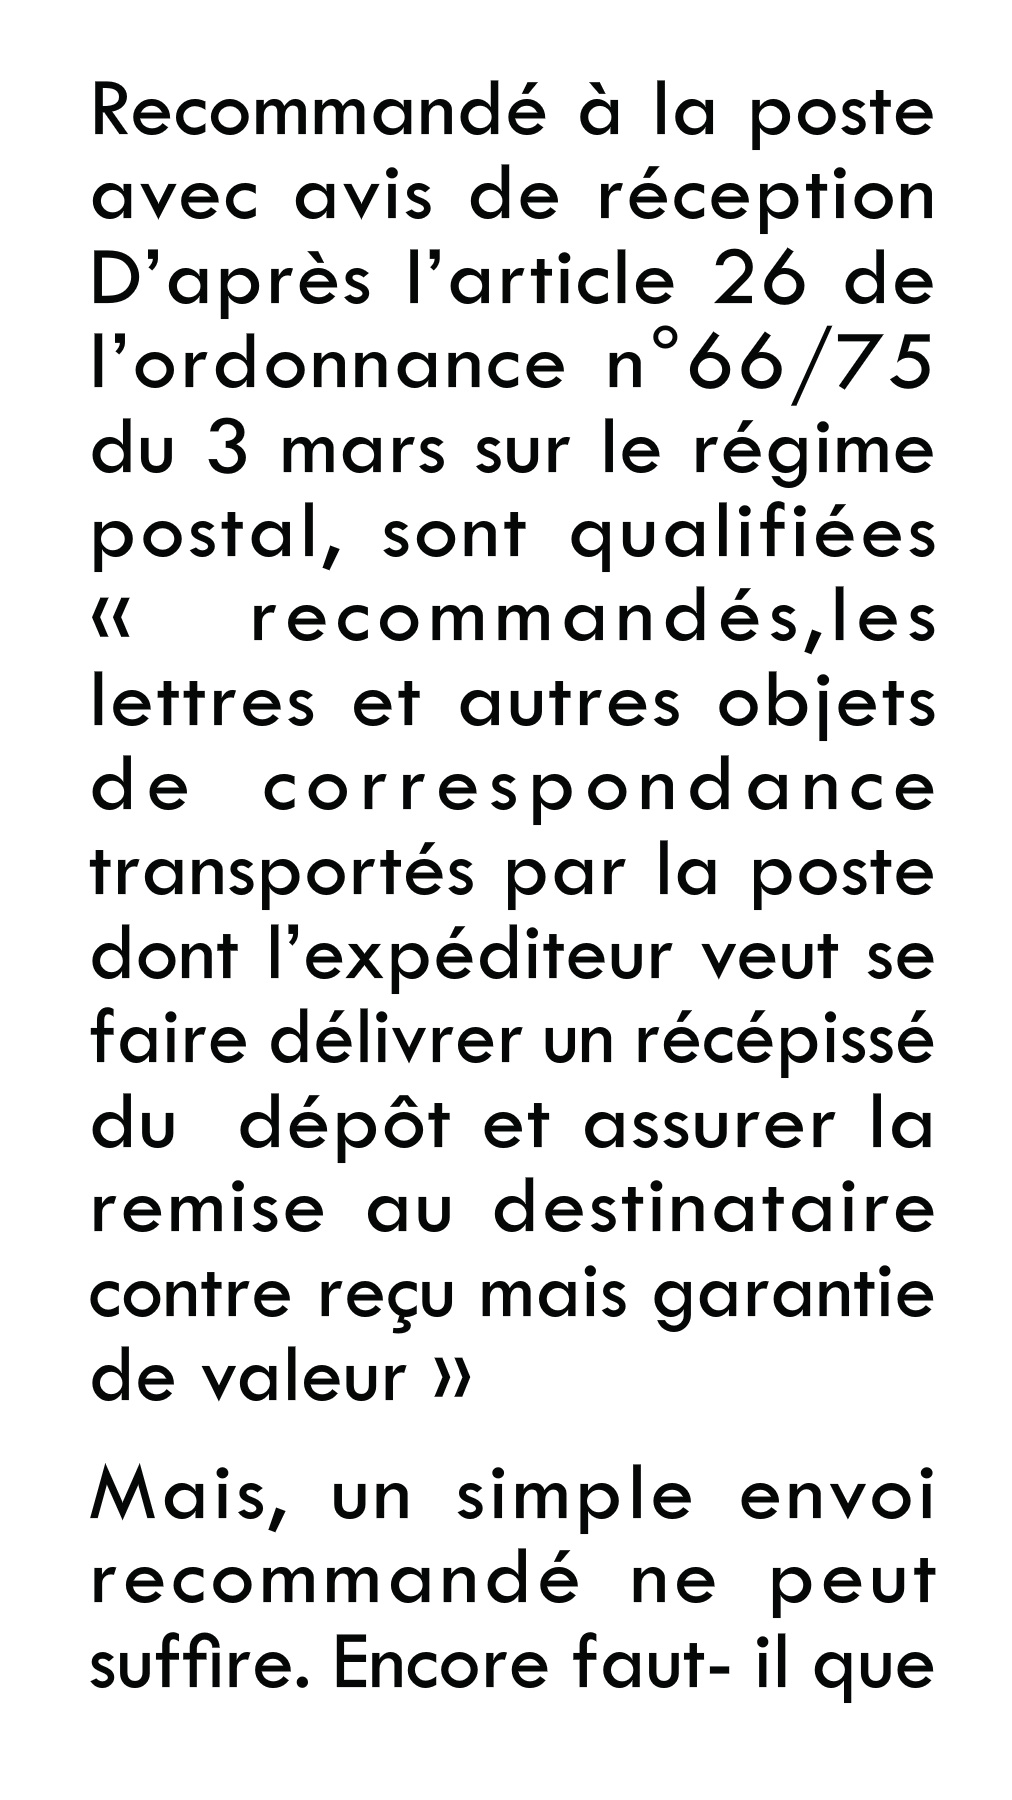 Recommandé à la poste
avec avis de réception
D’après l’article 26 de
l’ordonnance n°66/75
du 3 mars sur le régime
postal, sont qualifiées
« recommandés,les
lettres et autres objets
de correspondance
transportés par la poste
dont l’expéditeur veut se
faire délivrer un récépissé
du dépôt et assurer la
remise au destinataire
contre reçu mais garantie
de valeur »
Mais, un simple envoi
recommandé ne peut
suffire. Encore faut- il que